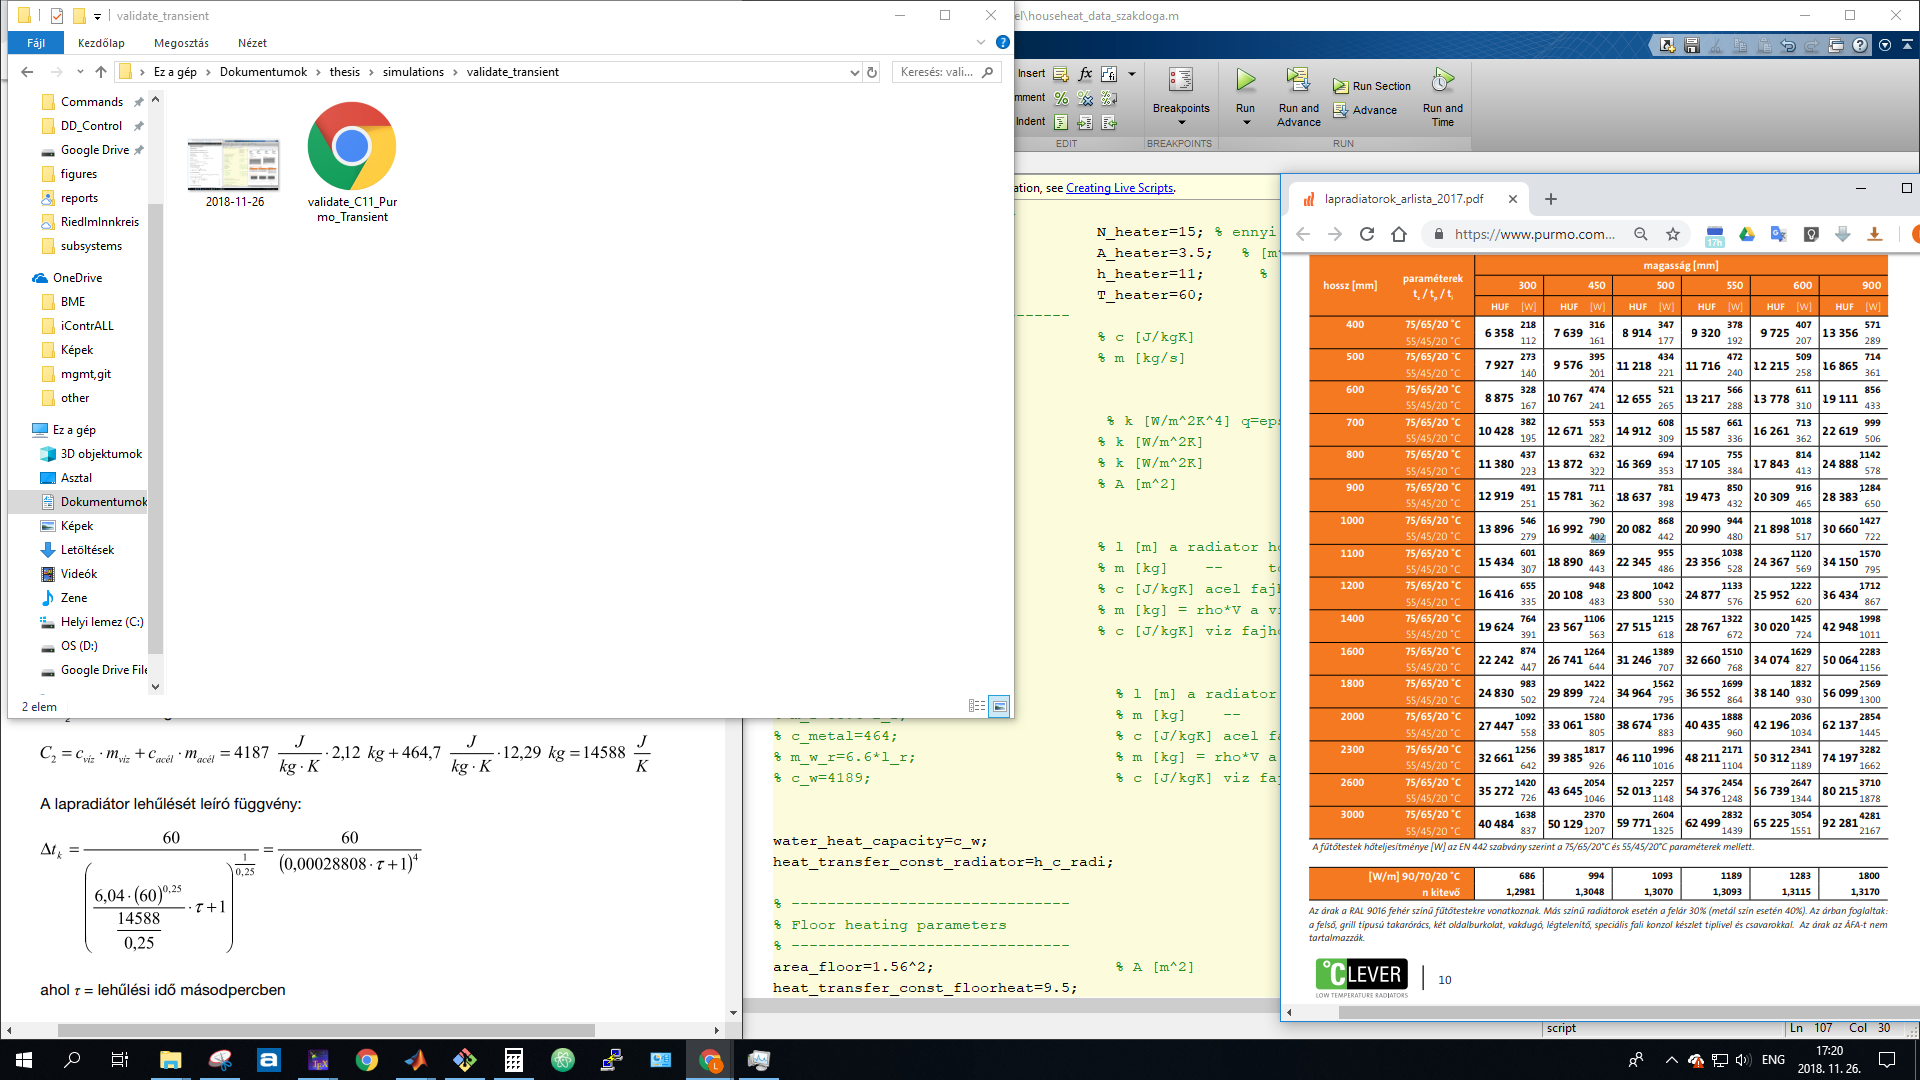 validate_transient
Fájl Kezdőlap Megosztás Nézet
Ez a gép > Dokumentumok > thesis > simulations > validate_transient
Keresés: vali...
Commands
DD_Control
Google Drive
figures
reports
RiedlmInnkreis
subsystems
OneDrive
BME
iContrALL
Képek
mgmt,git
other
Ez a gép
3D objektumok
Asztal
Dokumentumok
Képek
Letöltések
Videók
Zene
Helyi lemez (C:)
OS (D:)
Google Drive File
2018-11-26
validate_C11_Pur
mo_Transient
2 elem
C₂ = c_víz · m_víz + c_acél · m_acél = 4187 J/(kg · K) · 2,12 kg + 464,7 J/(kg · K) · 12,29 kg = 14588 J/K
A lapradiátor lehűlését leíró függvény:
Δt_k = 60 / (6,04 · (60)^0,25 / (14588 / 0,25) · τ + 1)^(1/0,25) = 60 / (0,00028808 · τ + 1)^4
ahol τ = lehűlési idő másodpercben
el\househeat_data_szakdoga.m
Insert fx
mment
Indent
EDIT
Breakpoints
BREAKPOINTS
Run
Run and
Advance
Run Section
Advance
Run and
Time
RUN
ation, see Creating Live Scripts.
N_heater=15; % ennyi
A_heater=3.5; % [m
h_heater=11; %
T_heater=60;
-------
% c [J/kgK]
% m [kg/s]
% k [W/m^2K^4] q=eps
% k [W/m^2K]
% k [W/m^2K]
% A [m^2]
% l [m] a radiator ho
% m [kg] --
% c [J/kgK] acel fajh
% m [kg] = rho*V a vi
% c [J/kgK] viz fajho
% l [m] a radiator
% m [kg] --
% c_metal=464; % c [J/kgK] acel fa
% m_w_r=6.6*l_r; % m [kg] = rho*V a
% c_w=4189; % c [J/kgK] viz faj
water_heat_capacity=c_w;
heat_transfer_const_radiator=h_c_radi;
% -------------------------------
% Floor heating parameters
% -------------------------------
area_floor=1.56^2; % A [m^2]
heat_transfer_const_floorheat=9.5;
script Ln 107 Col 30
lapradiatorok_arlista_2017.pdf
https://www.purmo.com...
17h
magasság [mm]
hossz [mm] paraméterek
300 450 500 550 600 900
HUF [W] HUF [W] HUF [W] HUF [W] HUF [W] HUF [W]
400 75/65/20 ˚C 6 358 218 7 639 316 8 914 347 9 320 378 9 725 407 13 356 571
55/45/20 ˚C 112 161 177 192 207 289
500 75/65/20 ˚C 7 927 273 9 576 395 11 218 434 11 716 472 12 215 509 16 865 714
55/45/20 ˚C 140 201 221 240 258 361
600 75/65/20 ˚C 8 875 328 10 767 474 12 655 521 13 217 566 13 778 611 19 111 856
55/45/20 ˚C 167 241 265 288 310 433
700 75/65/20 ˚C 10 428 382 12 671 553 14 912 608 15 587 661 16 261 713 22 619 999
55/45/20 ˚C 195 282 309 336 362 506
800 75/65/20 ˚C 11 380 437 13 872 632 16 369 694 17 105 755 17 843 814 24 888 1142
55/45/20 ˚C 223 322 353 384 413 578
900 75/65/20 ˚C 12 919 491 15 781 711 18 637 781 19 473 850 20 309 916 28 383 1284
55/45/20 ˚C 251 362 398 432 465 650
1000 75/65/20 ˚C 13 896 546 16 992 790 20 082 868 20 990 944 21 898 1018 30 660 1427
55/45/20 ˚C 279 402 442 480 517 722
1100 75/65/20 ˚C 15 434 601 18 890 869 22 345 955 23 356 1038 24 367 1120 34 150 1570
55/45/20 ˚C 307 443 486 528 569 795
1200 75/65/20 ˚C 16 416 655 20 108 948 23 800 1042 24 877 1133 25 952 1222 36 434 1712
55/45/20 ˚C 335 483 530 576 620 867
1400 75/65/20 ˚C 19 624 764 23 567 1106 27 515 1215 28 767 1322 30 020 1425 42 948 1998
55/45/20 ˚C 391 563 618 672 724 1011
1600 75/65/20 ˚C 22 242 874 26 741 1264 31 246 1389 32 660 1510 34 074 1629 50 064 2283
55/45/20 ˚C 447 644 707 768 827 1156
1800 75/65/20 ˚C 24 830 983 29 899 1422 34 964 1562 36 552 1699 38 140 1832 56 099 2569
55/45/20 ˚C 502 724 795 864 930 1300
2000 75/65/20 ˚C 27 447 1092 33 061 1580 38 674 1736 40 435 1888 42 196 2036 62 137 2854
55/45/20 ˚C 558 805 883 960 1034 1445
2300 75/65/20 ˚C 32 661 1256 39 385 1817 46 110 1996 48 211 2171 50 312 2341 74 197 3282
55/45/20 ˚C 642 926 1016 1104 1189 1662
2600 75/65/20 ˚C 35 272 1420 43 645 2054 52 013 2257 54 376 2454 56 739 2647 80 215 3710
55/45/20 ˚C 726 1046 1148 1248 1344 1878
3000 75/65/20 ˚C 40 484 1638 50 129 2370 59 771 2604 62 499 2832 65 225 3054 92 281 4281
55/45/20 ˚C 837 1207 1325 1439 1551 2167
A fűtőtestek hőteljesítménye [W] az EN 442 szabvány szerint a 75/65/20˚C és 55/45/20˚C paraméterek mellett.
[W/m] 90/70/20 ˚C 686 994 1093 1189 1283 1800
n kitevő 1,2981 1,3048 1,3070 1,3093 1,3115 1,3170
Az árak a RAL 9016 fehér színű fűtőtestekre vonatkoznak. Más színű radiátorok esetén a felár 30% (metál szín esetén 40%). Az árban foglaltak:
a felső, grill típusú takarórács, két oldalburkolat, vakdugó, légtelenítő, speciális fali konzol készlet tiplivel és csavarokkal. Az árak az ÁFA-t nem
tartalmazzák.
°CLEVER
LOW TEMPERATURE RADIATORS
10
ENG
17:20
2018. 11. 26.